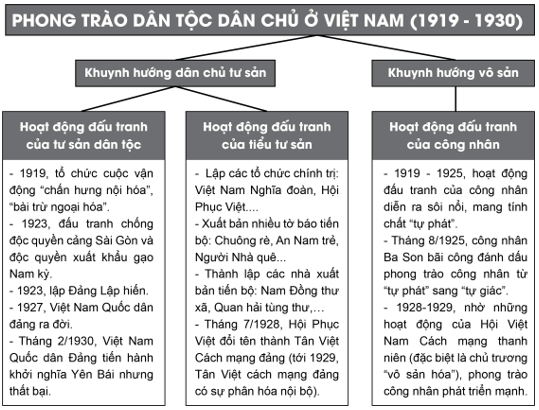 PHONG TRÀO DÂN TỘC DÂN CHỦ Ở VIỆT NAM (1919 - 1930)
Khuynh hướng dân chủ tư sản
Khuynh hướng vô sản
Hoạt động đấu tranh
của tư sản dân tộc
- 1919, tổ chức cuộc vận
động “chấn hưng nội hóa”,
“bài trừ ngoại hóa”.
- 1923, đấu tranh chống
độc quyền cảng Sài Gòn và
độc quyền xuất khẩu gạo
Nam kỳ.
- 1923, lập Đảng Lập hiến.
- 1927, Việt Nam Quốc dân
đảng ra đời.
- Tháng 2/1930, Việt Nam
Quốc dân Đảng tiến hành
khởi nghĩa Yên Bái nhưng
thất bại.
Hoạt động đấu tranh
của tiểu tư sản
- Lập các tổ chức chính trị:
Việt Nam Nghĩa đoàn, Hội
Phục Việt....
- Xuất bản nhiều tờ báo tiến
bộ: Chuông rè, An Nam trẻ,
Người Nhà quê...
- Thành lập các nhà xuất
bản tiến bộ: Nam Đồng thư
xã, Quan hải tùng thư,…
- Tháng 7/1928, Hội Phục
Việt đổi tên thành Tân Việt
Cách mạng đảng (tới 1929,
Tân Việt cách mạng đảng
có sự phân hóa nội bộ).
Hoạt động đấu tranh
của công nhân
- 1919 - 1925, hoạt động
đấu tranh của công nhân
diễn ra sôi nổi, mang tính
chất “tự phát”.
- Tháng 8/1925, công nhân
Ba Son bãi công đánh dấu
phong trào công nhân từ
“tự phát” sang “tự giác”.
- 1928-1929, nhờ những
hoạt động của Hội Việt
Nam Cách mạng thanh
niên (đặc biệt là chủ trương
“vô sản hóa”), phong trào
công nhân phát triển mạnh.